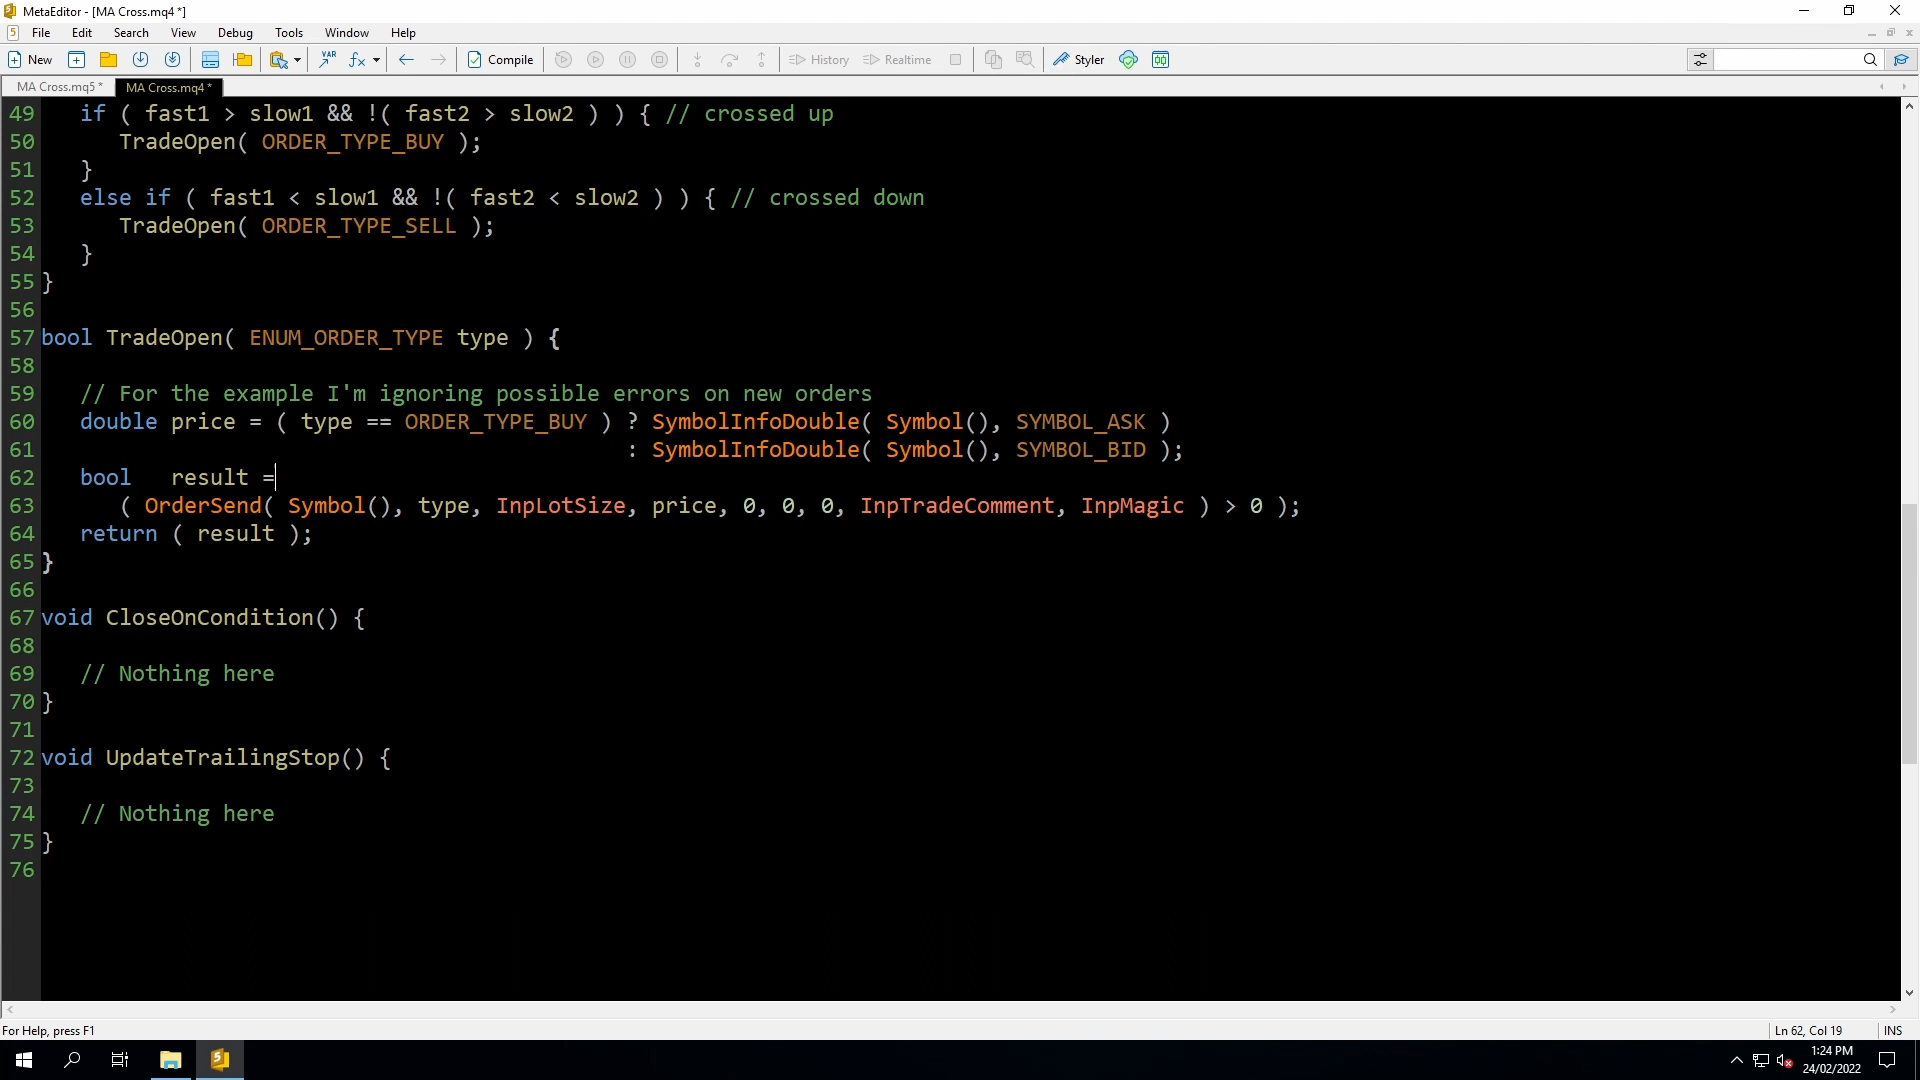 MetaEditor - [MA Cross.mq4 *]
File Edit Search View Debug Tools Window Help
New VAR fx Compile History Realtime Styler
MA Cross.mq5 * MA Cross.mq4 *
49 if ( fast1 > slow1 && !( fast2 > slow2 ) ) { // crossed up
50 TradeOpen( ORDER_TYPE_BUY );
51 }
52 else if ( fast1 < slow1 && !( fast2 < slow2 ) ) { // crossed down
53 TradeOpen( ORDER_TYPE_SELL );
54 }
55 }
56
57 bool TradeOpen( ENUM_ORDER_TYPE type ) {
58
59 // For the example I'm ignoring possible errors on new orders
60 double price = ( type == ORDER_TYPE_BUY ) ? SymbolInfoDouble( Symbol(), SYMBOL_ASK )
61 : SymbolInfoDouble( Symbol(), SYMBOL_BID );
62 bool result =
63 ( OrderSend( Symbol(), type, InpLotSize, price, 0, 0, 0, InpTradeComment, InpMagic ) > 0 );
64 return ( result );
65 }
66
67 void CloseOnCondition() {
68
69 // Nothing here
70 }
71
72 void UpdateTrailingStop() {
73
74 // Nothing here
75 }
76
For Help, press F1 Ln 62, Col 19 INS
1:24 PM
24/02/2022